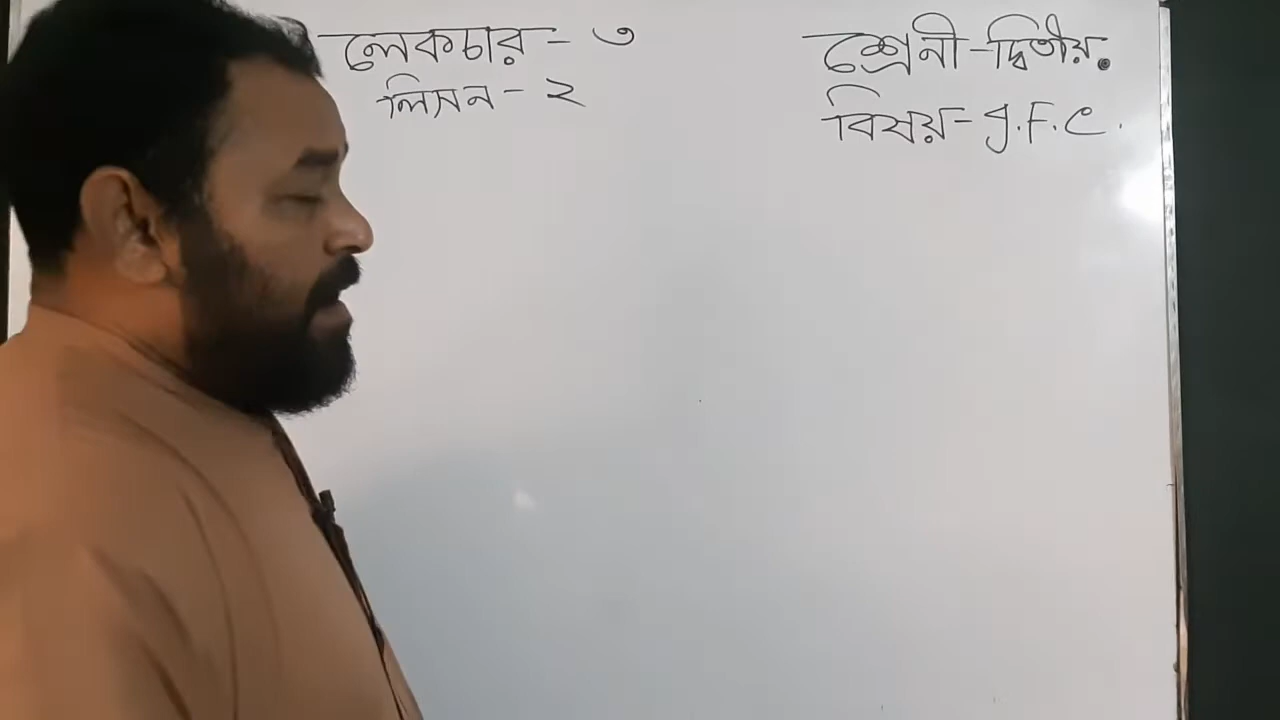 লেকচার - ৩
লিসন - ২
শ্রেনী - দ্বিতীয়.
বিষয় - g.F.C.